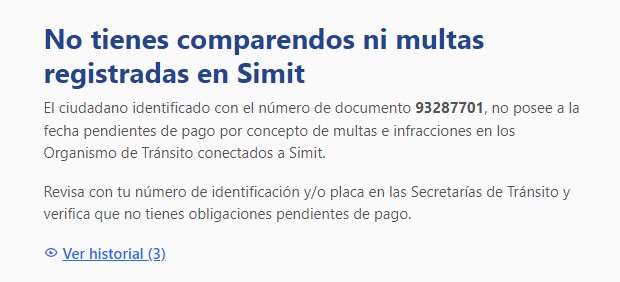 No tienes comparendos ni multas
registradas en Simit
El ciudadano identificado con el número de documento 93287701, no posee a la
fecha pendientes de pago por concepto de multas e infracciones en los
Organismo de Tránsito conectados a Simit.
Revisa con tu número de identificación y/o placa en las Secretarías de Tránsito y
verifica que no tienes obligaciones pendientes de pago.
Ver historial (3)